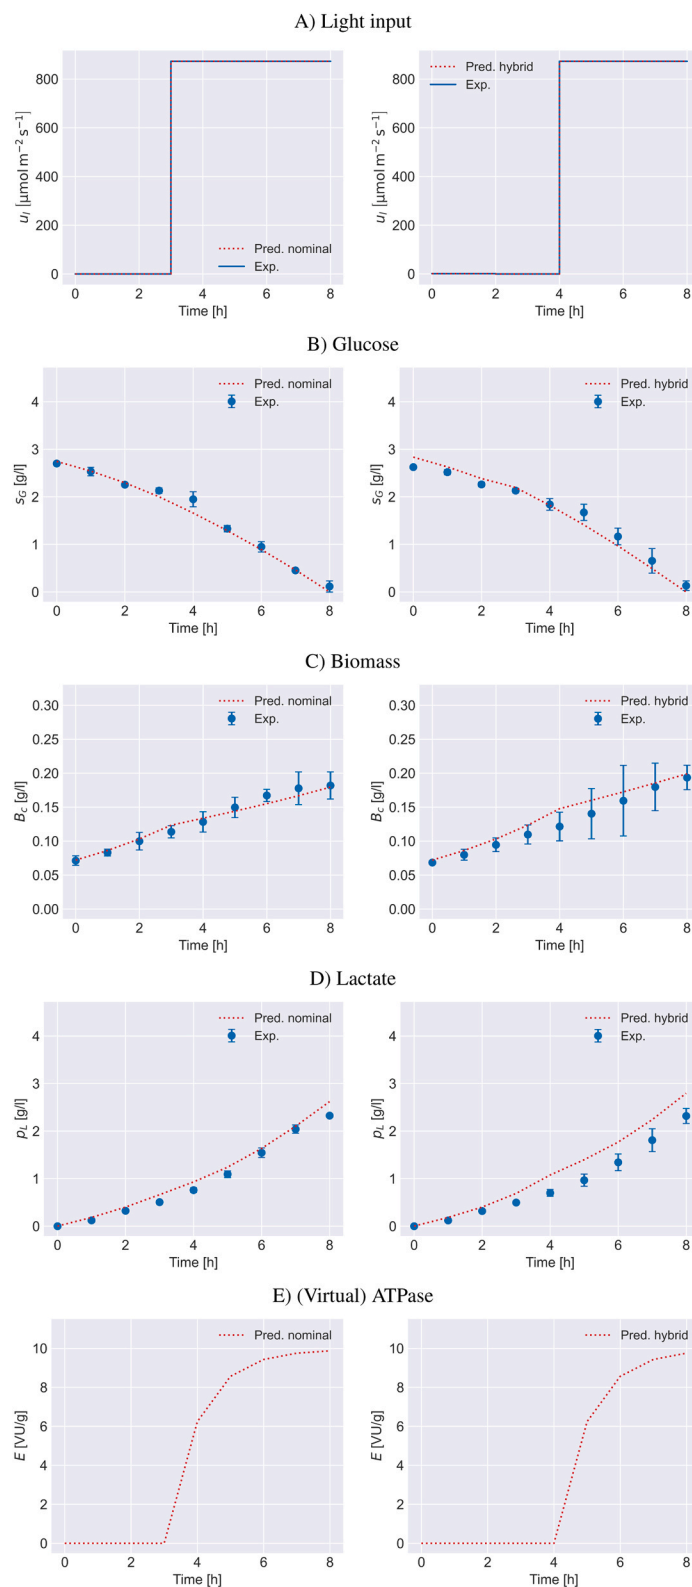 A) Light input
800
600
400
200
0
u_l [μmol m⁻² s⁻¹]
Pred. nominal
Exp.
0 2 4 6 8
Time [h]
800
600
400
200
0
u_l [μmol m⁻² s⁻¹]
Pred. hybrid
Exp.
0 2 4 6 8
Time [h]
B) Glucose
4
3
2
1
0
s_G [g/l]
Pred. nominal
Exp.
0 2 4 6 8
Time [h]
4
3
2
1
0
s_G [g/l]
Pred. hybrid
Exp.
0 2 4 6 8
Time [h]
C) Biomass
0.30
0.25
0.20
0.15
0.10
0.05
0.00
B_c [g/l]
Pred. nominal
Exp.
0 2 4 6 8
Time [h]
0.30
0.25
0.20
0.15
0.10
0.05
0.00
B_c [g/l]
Pred. hybrid
Exp.
0 2 4 6 8
Time [h]
D) Lactate
4
3
2
1
0
p_L [g/l]
Pred. nominal
Exp.
0 2 4 6 8
Time [h]
4
3
2
1
0
p_L [g/l]
Pred. hybrid
Exp.
0 2 4 6 8
Time [h]
E) (Virtual) ATPase
10
8
6
4
2
0
E [VU/g]
Pred. nominal
0 2 4 6 8
Time [h]
10
8
6
4
2
0
E [VU/g]
Pred. hybrid
0 2 4 6 8
Time [h]